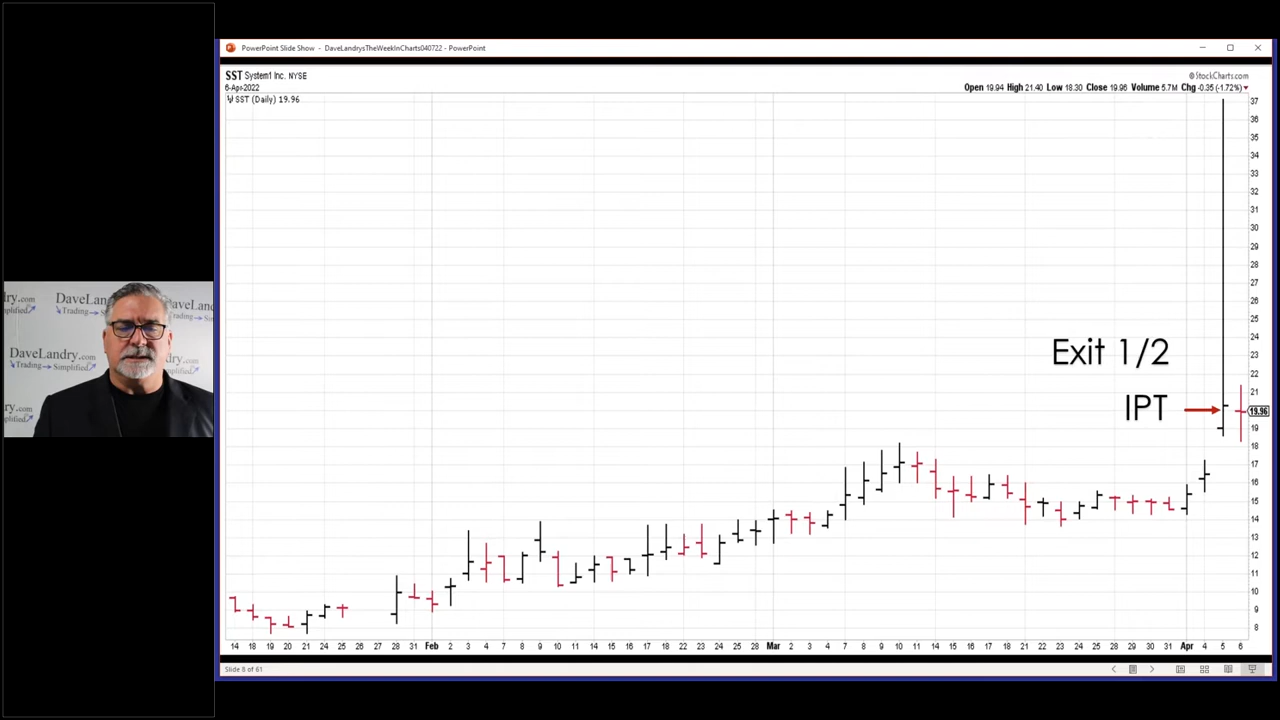 PowerPoint Slide Show - DaveLandrysTheWeekInCharts040722 - PowerPoint
SST System1 Inc. NYSE
© StockCharts.com
6-Apr-2022
Open 19.94 High 21.40 Low 18.30 Close 19.96 Volume 5.7M Chg -0.35 (-1.72%)
SST (Daily) 19.96
37
36
35
34
33
32
31
30
29
28
27
26
25
24
23
22
21
19.96
19
18
17
16
15
14
13
12
11
10
9
8
Exit 1/2
IPT
14 18 19 20 21 24 25 26 27 28 31 Feb 2 3 4 7 8 9 10 11 14 15 16 17 18 22 23 24 25 28 Mar 2 3 4 7 8 9 10 11 14 15 16 17 18 21 22 23 24 25 28 29 30 31 Apr 4 5 6
Slide 8 of 61
ry.com
DaveLandry
Trading
Simplified
DaveLandry.com
Trading → Simplified